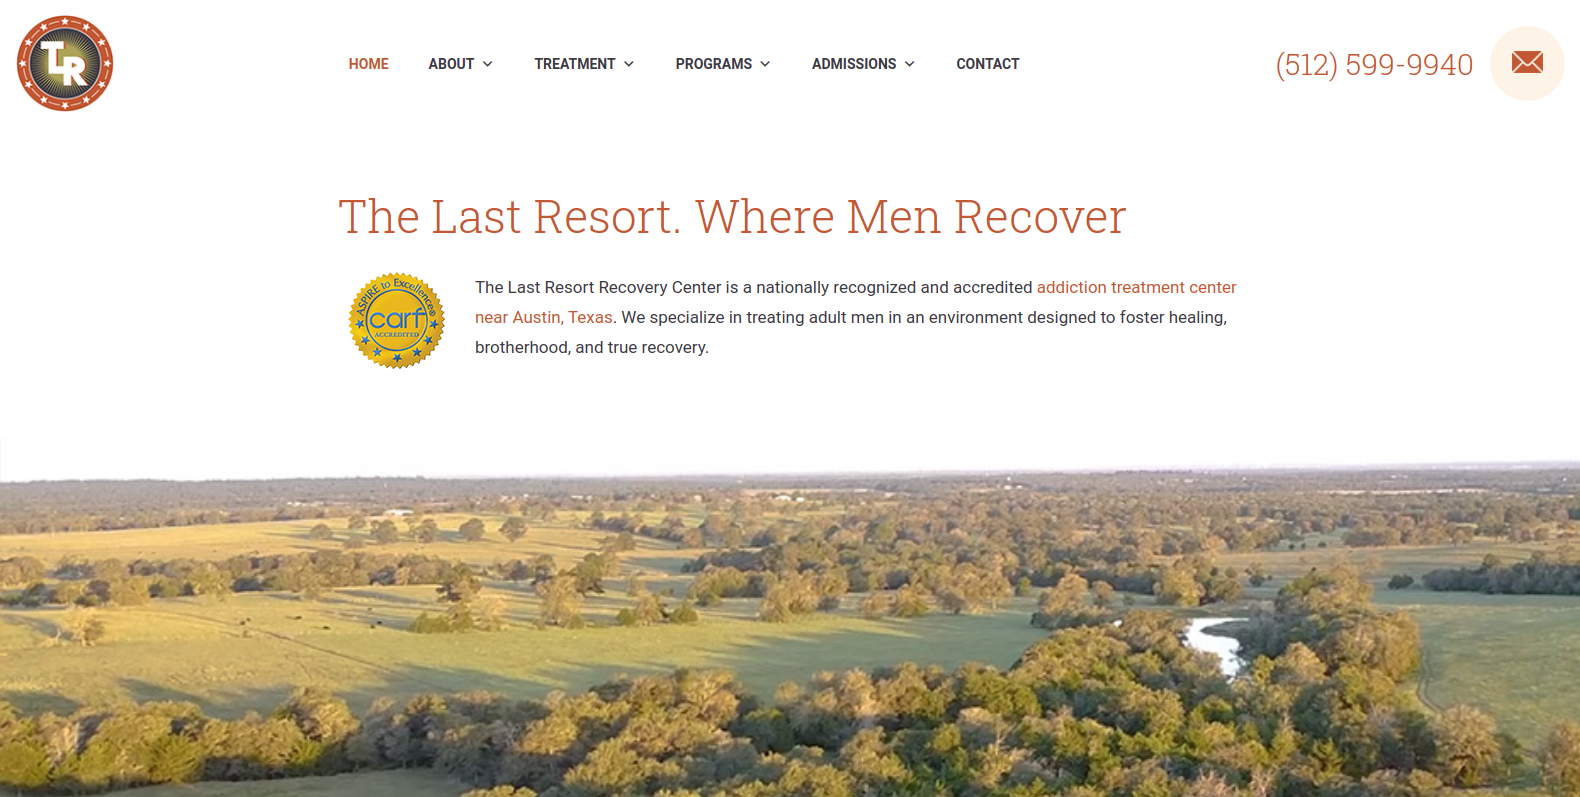 TLR
HOME
ABOUT
TREATMENT
PROGRAMS
ADMISSIONS
CONTACT
(512) 599-9940
The Last Resort. Where Men Recover
ASPIRE to Excellence®
carf
ACCREDITED
The Last Resort Recovery Center is a nationally recognized and accredited addiction treatment center
near Austin, Texas. We specialize in treating adult men in an environment designed to foster healing,
brotherhood, and true recovery.